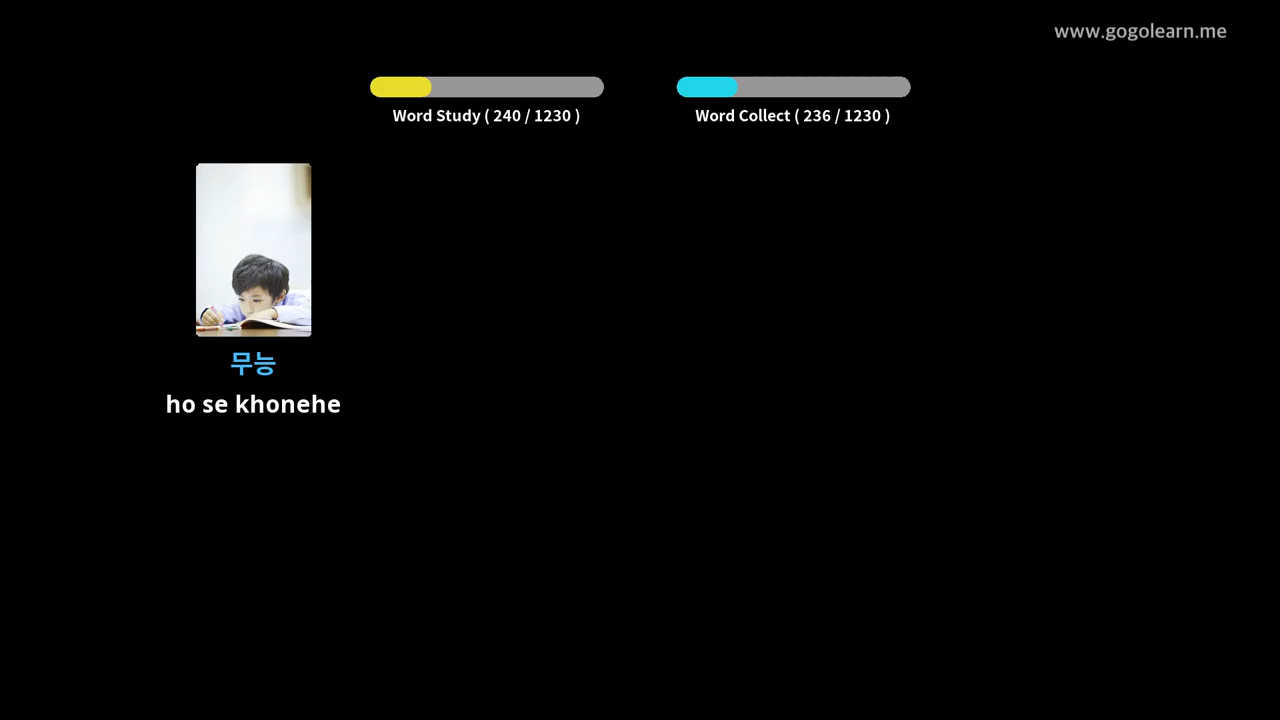 www.gogolearn.me
Word Study ( 240 / 1230 )
Word Collect ( 236 / 1230 )
무능
ho se khonehe